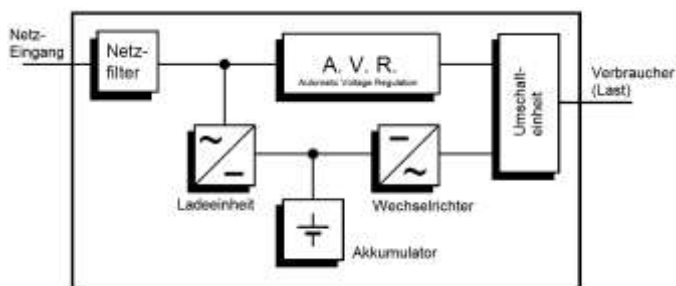 Netz-
Eingang
Netz-
filter
A. V. R.
Automatic Voltage Regulation
Umschalt-
einheit
Verbraucher
(Last)
Ladeeinheit
Wechselrichter
Akkumulator